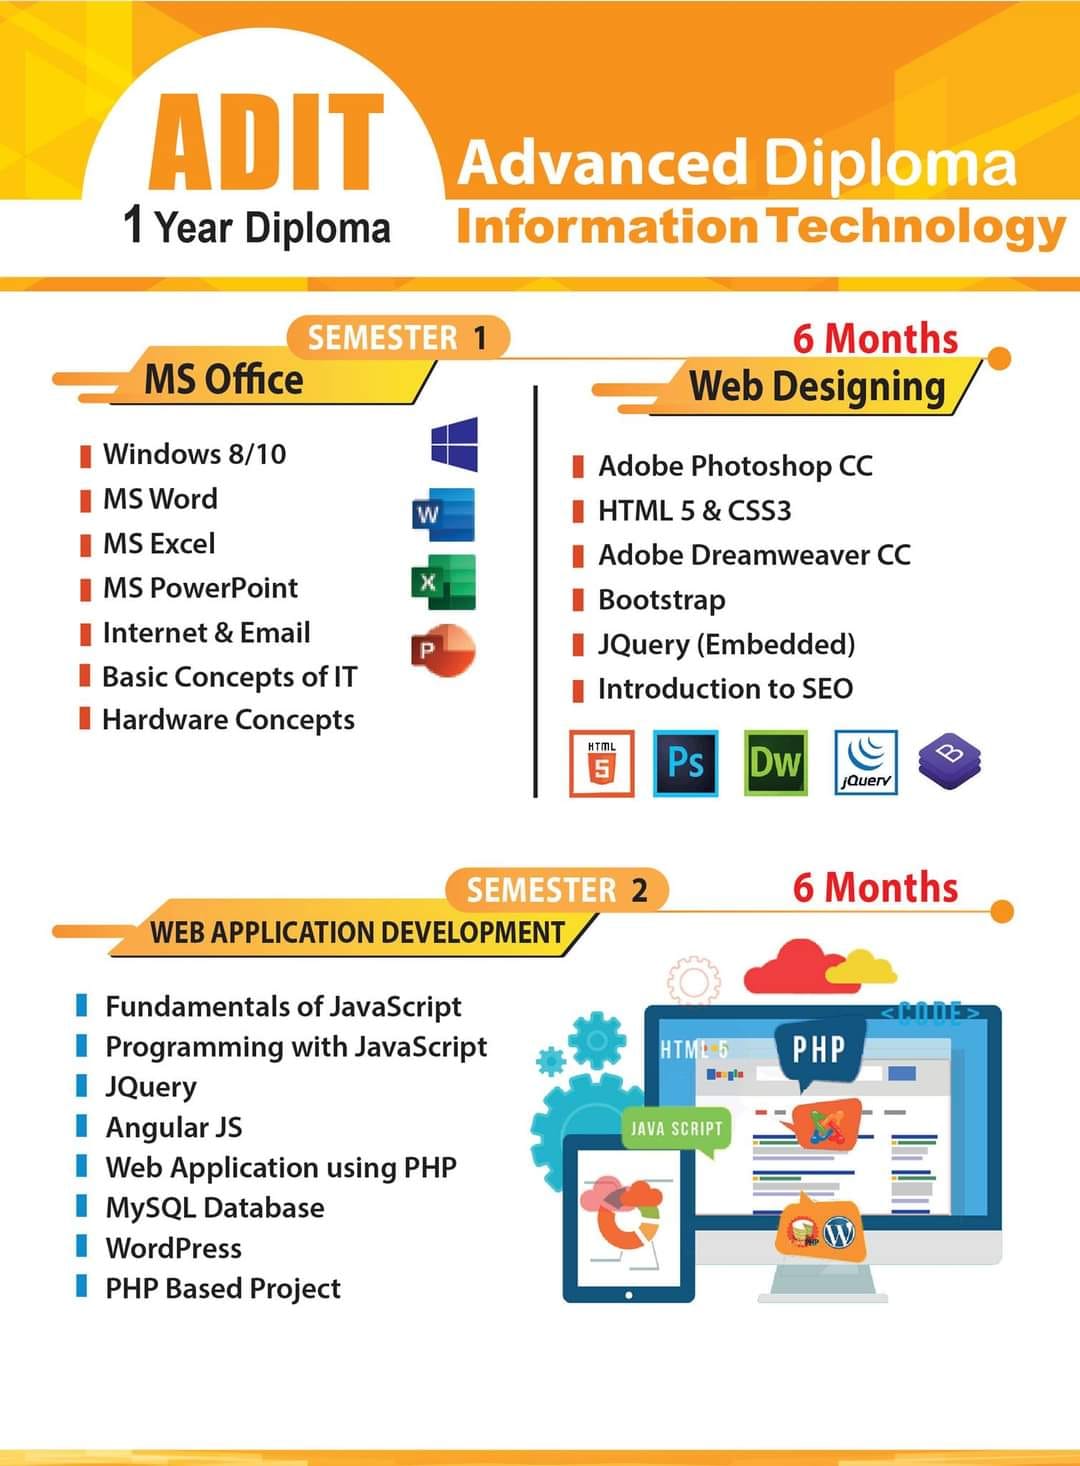 ADIT
1 Year Diploma
Advanced Diploma
Information Technology
SEMESTER 1
6 Months
MS Office
Windows 8/10
MS Word
MS Excel
MS PowerPoint
Internet & Email
Basic Concepts of IT
Hardware Concepts
W
X
P
Web Designing
Adobe Photoshop CC
HTML 5 & CSS3
Adobe Dreamweaver CC
Bootstrap
JQuery (Embedded)
Introduction to SEO
HTML
5
Ps
Dw
jQuery
B
SEMESTER 2
6 Months
WEB APPLICATION DEVELOPMENT
Fundamentals of JavaScript
Programming with JavaScript
JQuery
Angular JS
Web Application using PHP
MySQL Database
WordPress
PHP Based Project
<CODE>
HTML 5
PHP
JAVA SCRIPT
PHP
W